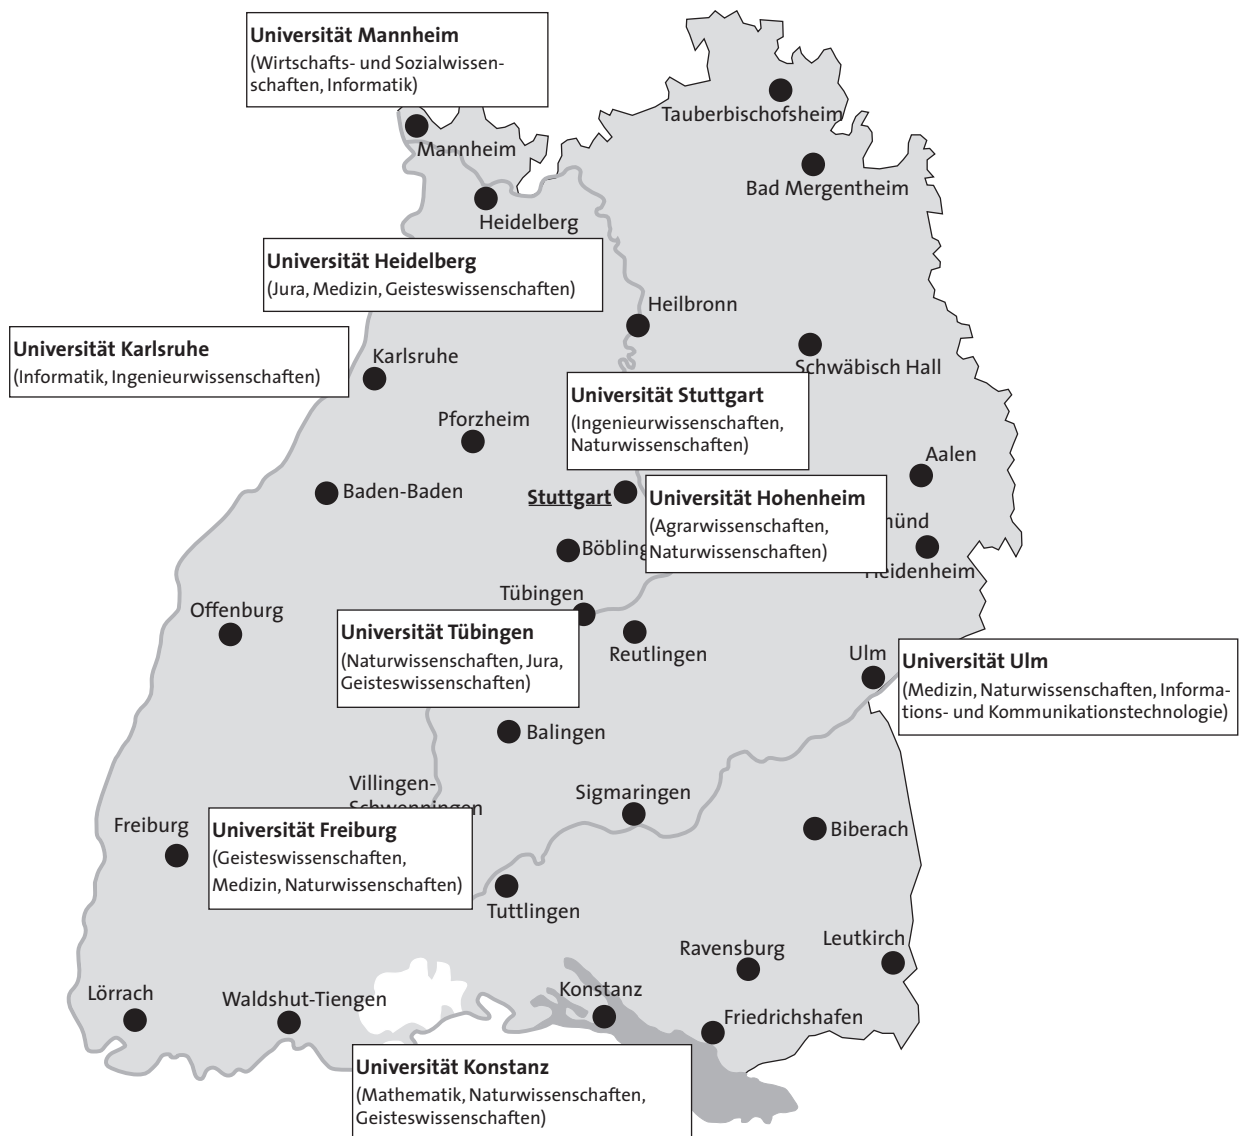 Universität Mannheim
(Wirtschafts- und Sozialwissen-
schaften, Informatik)
Tauberbischofsheim
Mannheim
Bad Mergentheim
Heidelberg
Universität Heidelberg
(Jura, Medizin, Geisteswissenschaften)
Heilbronn
Universität Karlsruhe
(Informatik, Ingenieurwissenschaften)
Karlsruhe
Schwäbisch Hall
Universität Stuttgart
(Ingenieurwissenschaften,
Naturwissenschaften)
Pforzheim
Aalen
Baden-Baden
Stuttgart
Universität Hohenheim
(Agrarwissenschaften,
Naturwissenschaften)
Heidenheim
Tübingen
Offenburg
Universität Tübingen
(Naturwissenschaften, Jura,
Geisteswissenschaften)
Reutlingen
Ulm
Universität Ulm
(Medizin, Naturwissenschaften, Informa-
tions- und Kommunikationstechnologie)
Balingen
Villingen-
Schwenningen
Sigmaringen
Freiburg
Universität Freiburg
(Geisteswissenschaften,
Medizin, Naturwissenschaften)
Biberach
Tuttlingen
Ravensburg
Leutkirch
Lörrach
Waldshut-Tiengen
Konstanz
Friedrichshafen
Universität Konstanz
(Mathematik, Naturwissenschaften,
Geisteswissenschaften)